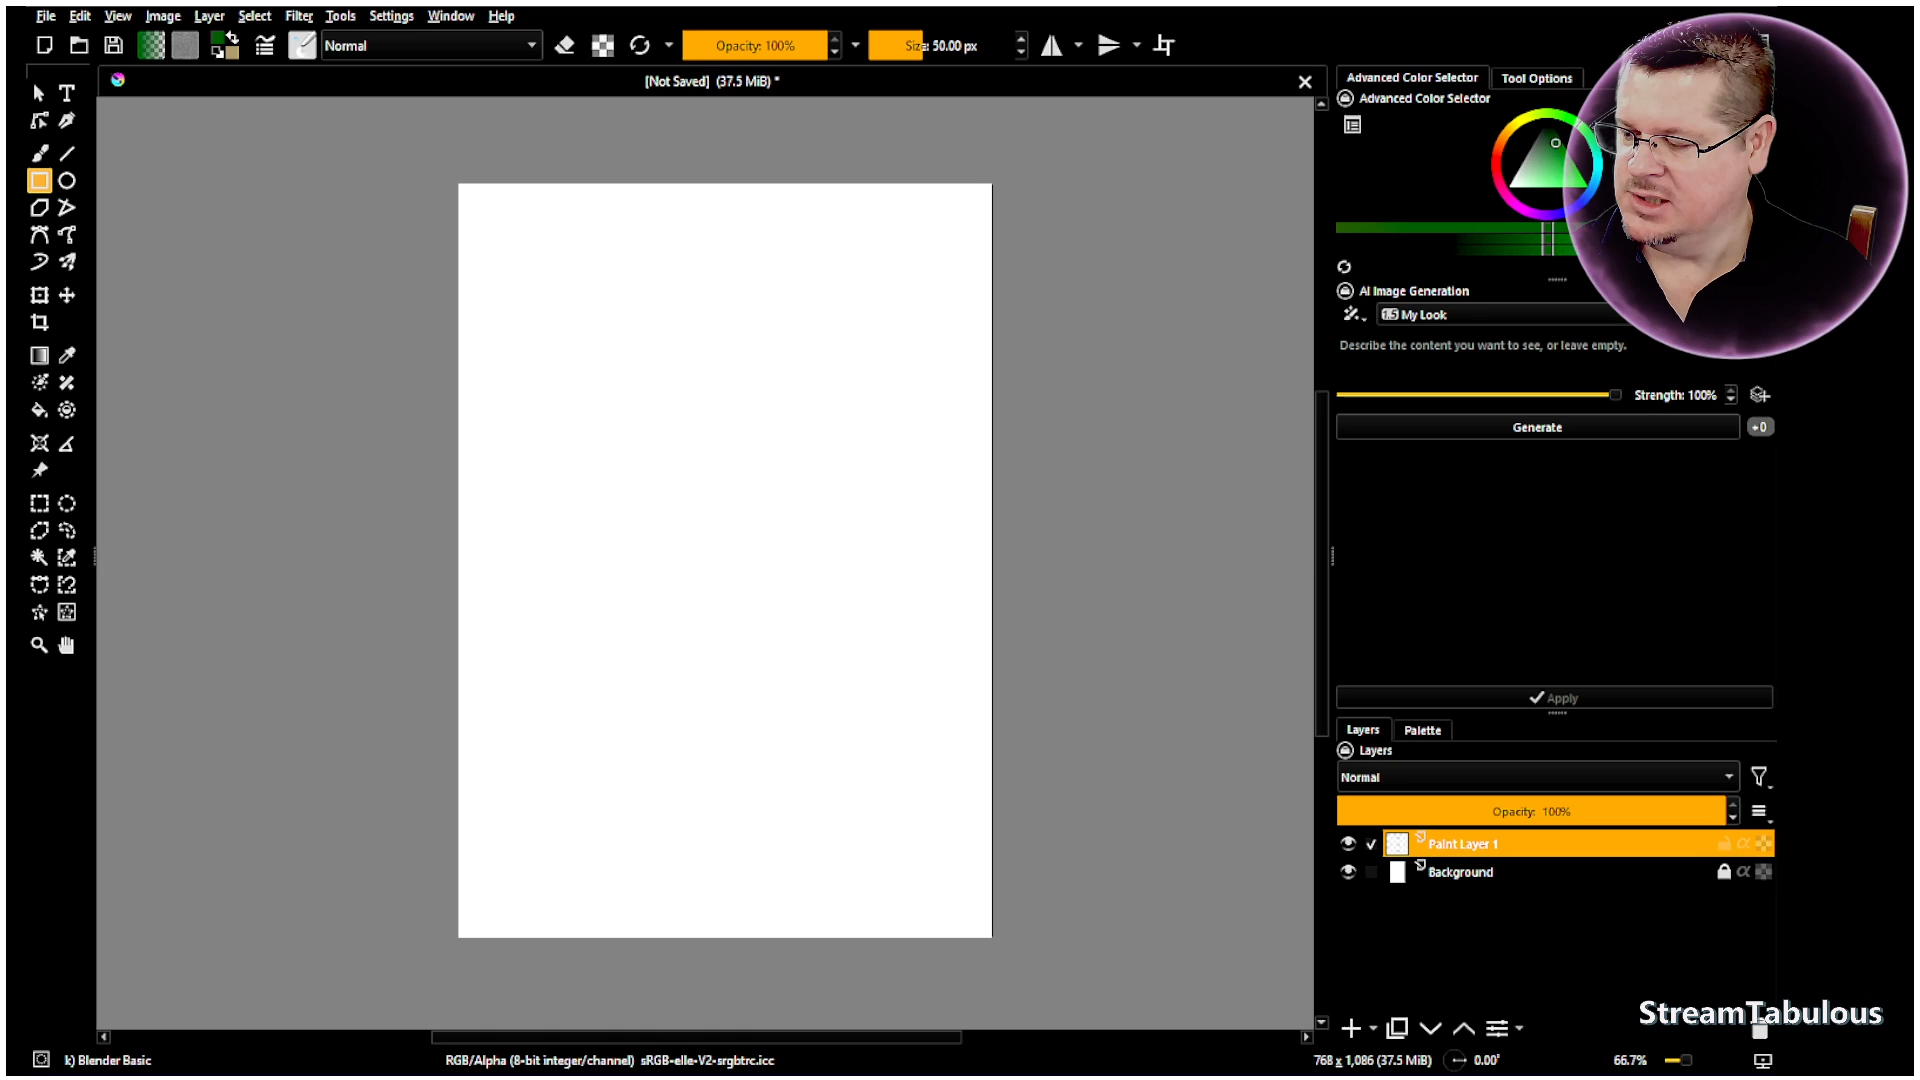 File Edit View Image Layer Select Filter Tools Settings Window Help
Normal
Opacity: 100%
Size: 50.00 px
[Not Saved] (37.5 MiB) *
Advanced Color Selector
Tool Options
Advanced Color Selector
AI Image Generation
1.5 My Look
Describe the content you want to see, or leave empty.
Strength: 100%
Generate
+0
Apply
Layers
Palette
Layers
Normal
Opacity: 100%
Paint Layer 1
Background
StreamTabulous
k) Blender Basic
RGB/Alpha (8-bit integer/channel) sRGB-elle-V2-srgbtrc.icc
768 x 1,086 (37.5 MiB)
0.00°
66.7%